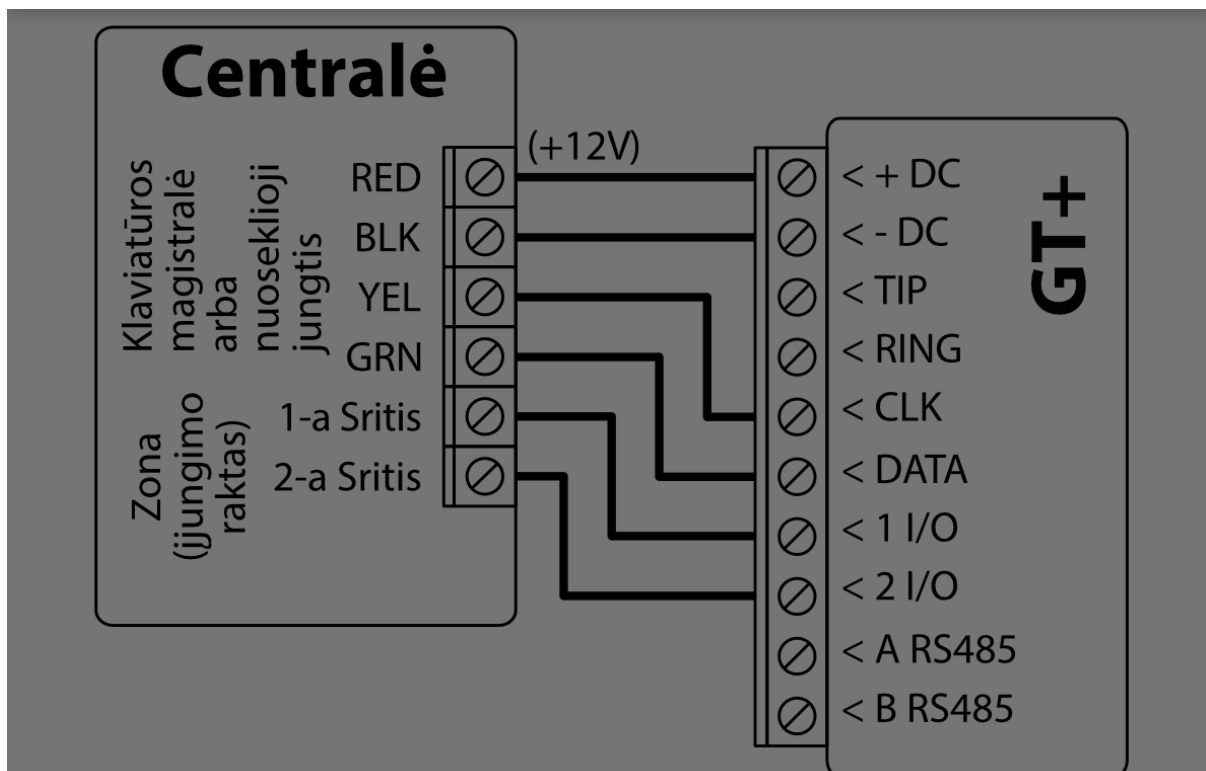 Centralė
Klaviatūros
magistralė
arba
nuoseklioji
jungtis
RED
BLK
YEL
GRN
Zona
(įjungimo
raktas)
1-a Sritis
2-a Sritis
(+12V)
GT+
< + DC
< - DC
< TIP
< RING
< CLK
< DATA
< 1 I/O
< 2 I/O
< A RS485
< B RS485